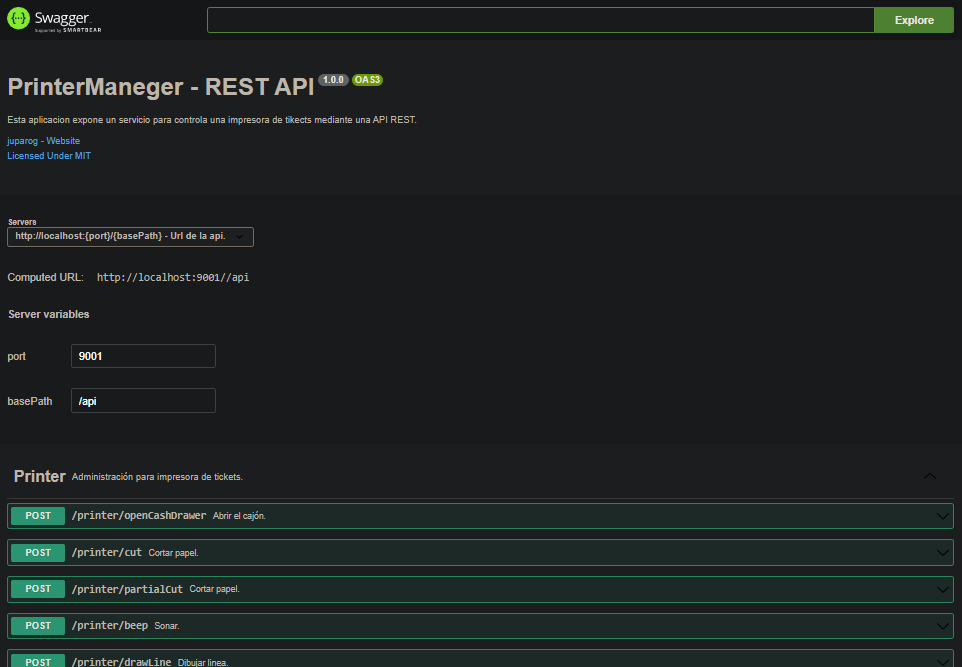 Swagger
Supported by SMARTBEAR
Explore
PrinterManeger - REST API 1.0.0 OAS3
Esta aplicacion expone un servicio para controla una impresora de tikects mediante una API REST.
juparog - Website
Licensed Under MIT
Servers
http://localhost:{port}/{basePath} - Url de la api.
Computed URL: http://localhost:9001//api
Server variables
port 9001
basePath /api
Printer Administración para impresora de tickets.
POST /printer/openCashDrawer Abrir el cajón.
POST /printer/cut Cortar papel.
POST /printer/partialCut Cortar papel.
POST /printer/beep Sonar.
POST /printer/drawLine Dibujar linea.